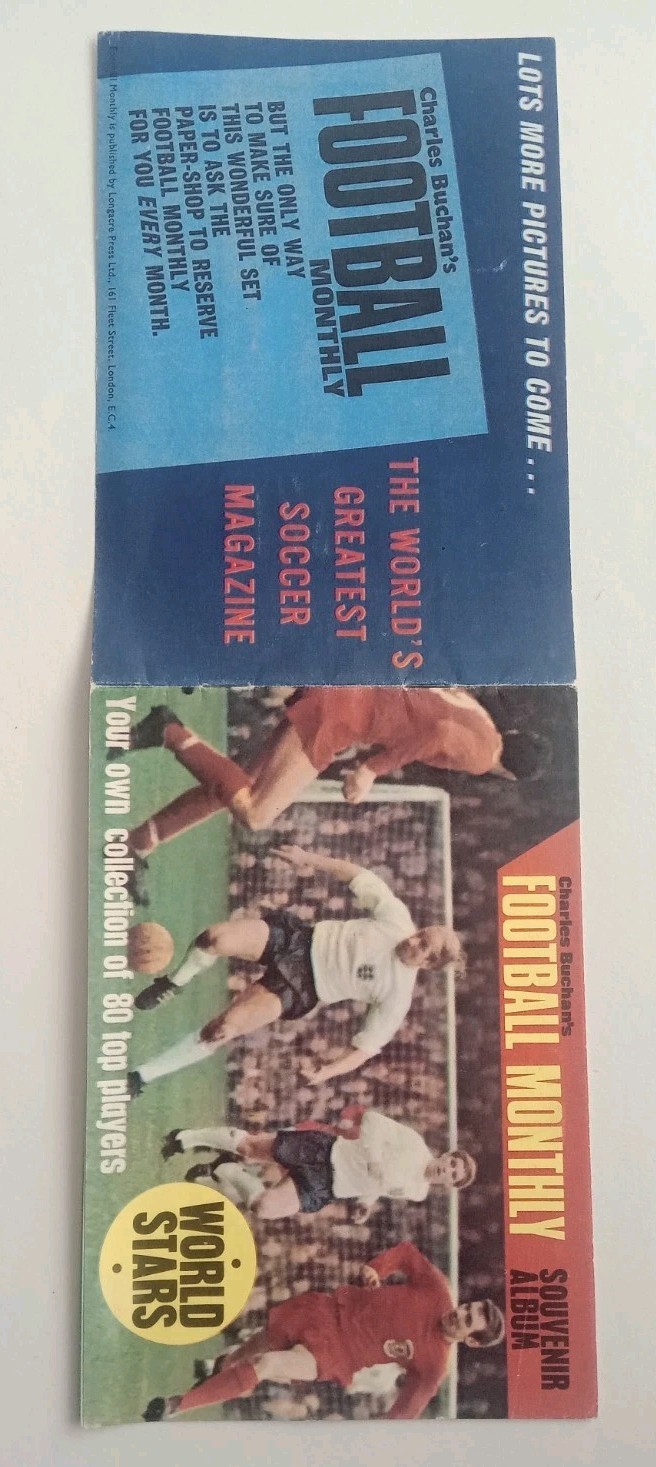 LOTS MORE PICTURES TO COME...
Charles Buchan's
FOOTBALL
MONTHLY
BUT THE ONLY WAY
TO MAKE SURE OF
THIS WONDERFUL SET
IS TO ASK THE
PAPER-SHOP TO RESERVE
FOOTBALL MONTHLY
FOR YOU EVERY MONTH.
Monthly is published by Longacre Press Ltd., 161 Fleet Street, London, E.C.4.
THE WORLD'S
GREATEST
SOCCER
MAGAZINE
Charles Buchan's
FOOTBALL MONTHLY
SOUVENIR
ALBUM
WORLD
STARS
Your own collection of 80 top players